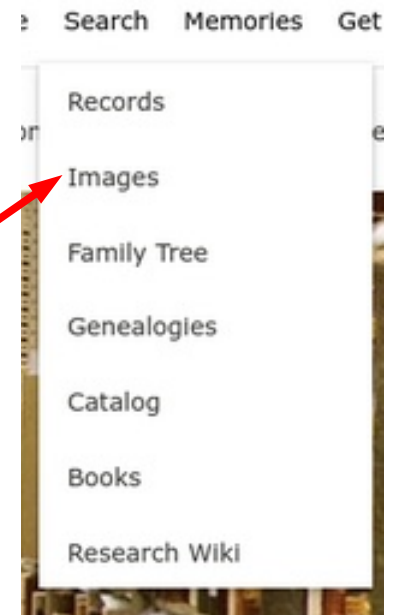 Search Memories Get
Records
Images
Family Tree
Genealogies
Catalog
Books
Research Wiki